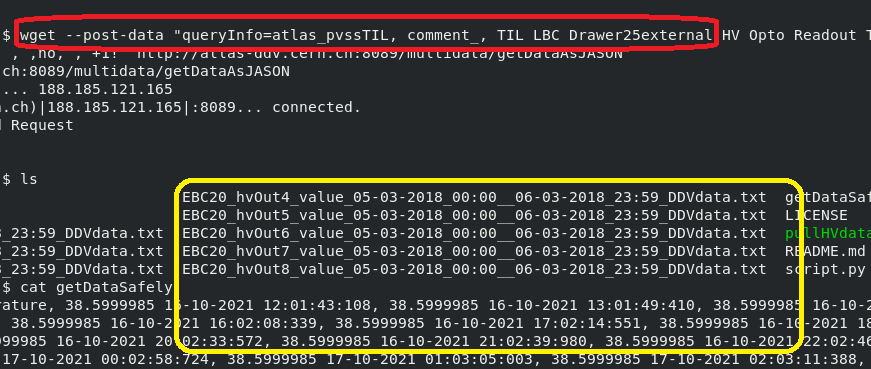 $ wget --post-data "queryInfo=atlas_pvssTIL, comment_, TIL LBC Drawer25external HV Opto Readout T
, ,no, , +1!" http://atlas-ddv.cern.ch:8089/multidata/getDataAsJASON
ch:8089/multidata/getDataAsJASON
... 188.185.121.165
.ch)|188.185.121.165|:8089... connected.
d Request
$ ls
EBC20_hvOut4_value_05-03-2018_00:00__06-03-2018_23:59_DDVdata.txt getDataSaf
EBC20_hvOut5_value_05-03-2018_00:00__06-03-2018_23:59_DDVdata.txt LICENSE
_23:59_DDVdata.txt EBC20_hvOut6_value_05-03-2018_00:00__06-03-2018_23:59_DDVdata.txt pullHVdata
_23:59_DDVdata.txt EBC20_hvOut7_value_05-03-2018_00:00__06-03-2018_23:59_DDVdata.txt README.md
_23:59_DDVdata.txt EBC20_hvOut8_value_05-03-2018_00:00__06-03-2018_23:59_DDVdata.txt script.py
$ cat getDataSafely
rature, 38.5999985 16-10-2021 12:01:43:108, 38.5999985 16-10-2021 13:01:49:410, 38.5999985 16-10-2
38.5999985 16-10-2021 16:02:08:339, 38.5999985 16-10-2021 17:02:14:551, 38.5999985 16-10-2021 18
5999985 16-10-2021 20:02:33:572, 38.5999985 16-10-2021 21:02:39:980, 38.5999985 16-10-2021 22:02:46
17-10-2021 00:02:58:724, 38.5999985 17-10-2021 01:03:05:003, 38.5999985 17-10-2021 02:03:11:388,